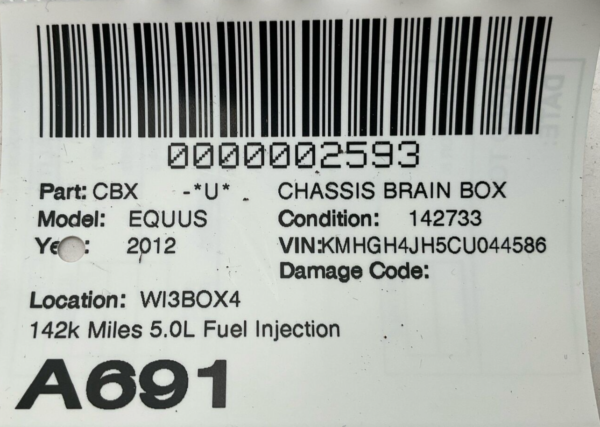 0000002593
Part: CBX -*U* . CHASSIS BRAIN BOX
Model: EQUUS Condition: 142733
2012 VIN:KMHGH4JH5CU044586
Damage Code:
Location: WI3BOX4
142k Miles 5.0L Fuel Injection
A691